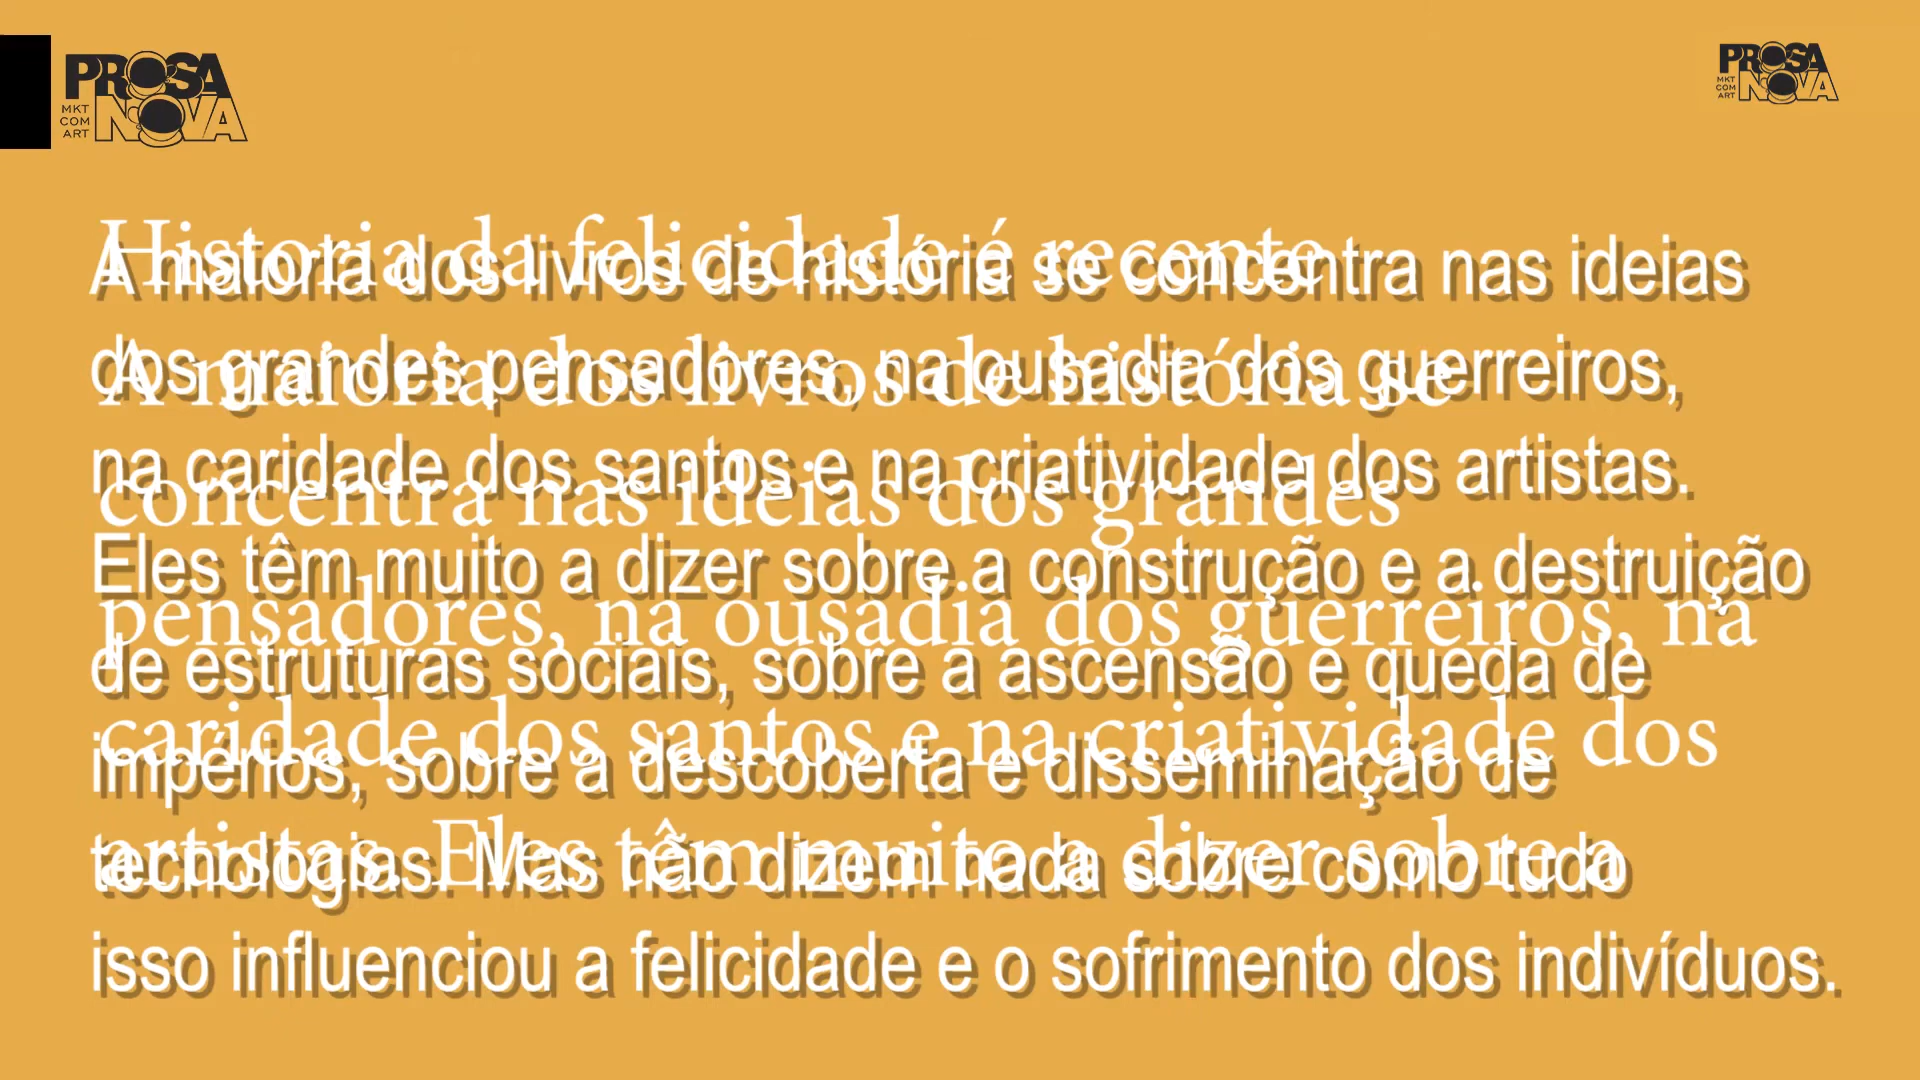 PROSA
NOVA
MKT
COM
ART
PROSA
NOVA
MKT
COM
ART
Historia da felicidade é recente
A maioria dos livros de história se
concentra nas ideias dos grandes
pensadores, na ousadia dos guerreiros, na
caridade dos santos e na criatividade dos
artistas. Eles têm muito a dizer sobre a
A maioria dos livros de história se concentra nas ideias
dos grandes pensadores, na ousadia dos guerreiros,
na caridade dos santos e na criatividade dos artistas.
Eles têm muito a dizer sobre a construção e a destruição
de estruturas sociais, sobre a ascensão e queda de
impérios, sobre a descoberta e disseminação de
tecnologias. Mas não dizem nada sobre como tudo
isso influenciou a felicidade e o sofrimento dos indivíduos.